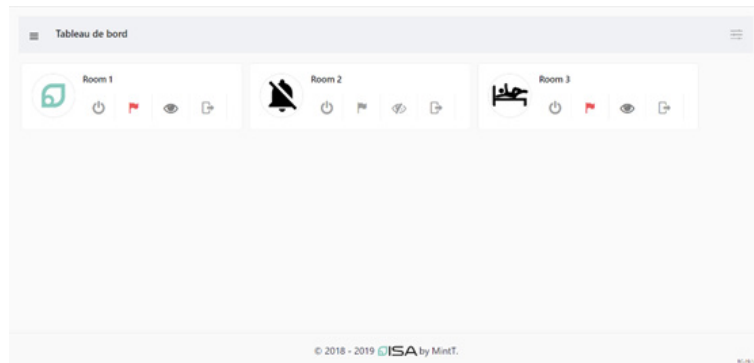 Tableau de bord
Room 1
Room 2
Room 3
© 2018 - 2019 ISA by MintT.